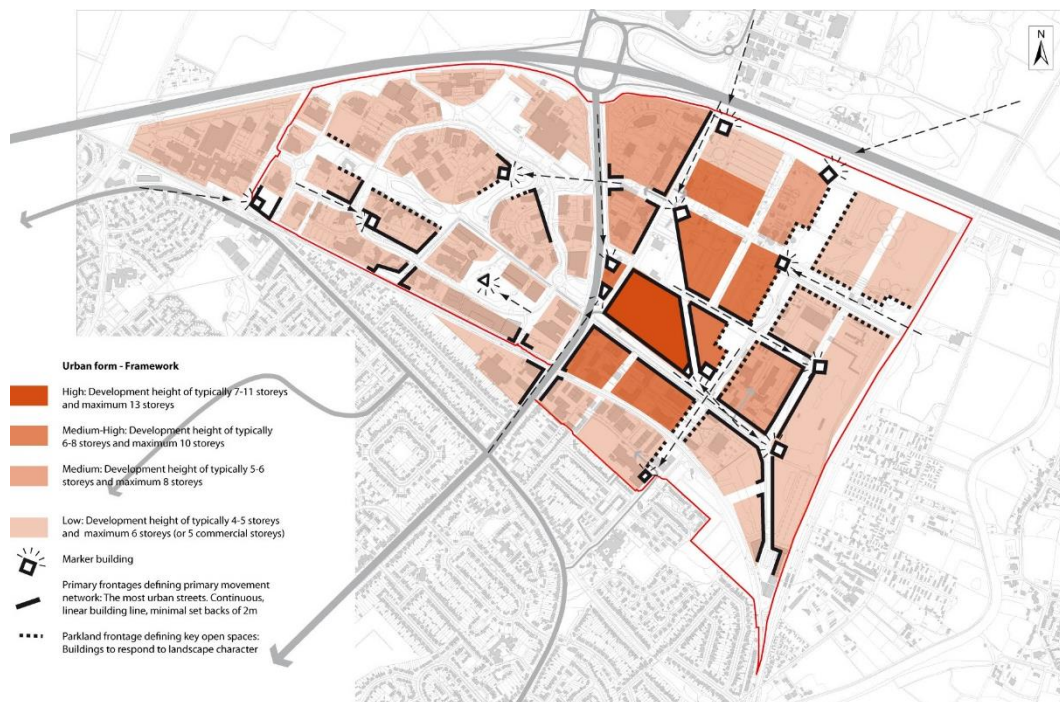 N
Urban form - Framework
High: Development height of typically 7-11 storeys
and maximum 13 storeys
Medium-High: Development height of typically
6-8 storeys and maximum 10 storeys
Medium: Development height of typically 5-6
storeys and maximum 8 storeys
Low: Development height of typically 4-5 storeys
and maximum 6 storeys (or 5 commercial storeys)
Marker building
Primary frontages defining primary movement
network: The most urban streets. Continuous,
linear building line, minimal set backs of 2m
Parkland frontage defining key open spaces:
Buildings to respond to landscape character